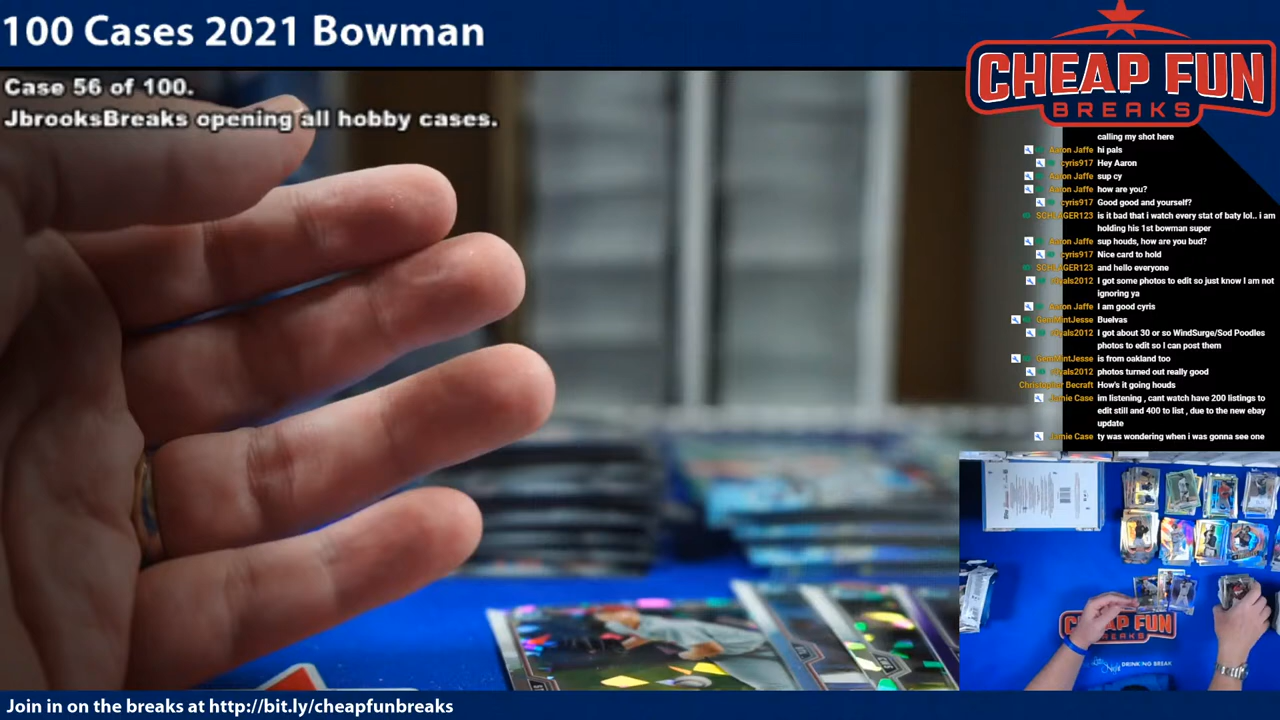 100 Cases 2021 Bowman
Case 56 of 100.
JbrooksBreaks opening all hobby cases.
CHEAP FUN
BREAKS
calling my shot here
Aaron Jaffe hi pals
cyris917 Hey Aaron
Aaron Jaffe sup cy
Aaron Jaffe how are you?
cyris917 Good good and yourself?
SCHLAGER123 is it bad that i watch every stat of baty lol.. i am
holding his 1st bowman super
Aaron Jaffe sup houds, how are you bud?
cyris917 Nice card to hold
SCHLAGER123 and hello everyone
I got some photos to edit so just know I am not
ignoring ya
Aaron Jaffe I am good cyris
GemMintJesse Buelvas
I got about 30 or so WindSurge/Sod Poodles
photos to edit so I can post them
GemMintJesse is from oakland too
photos turned out really good
Christopher Becraft How's it going houds
Jamie Case im listening , cant watch have 200 listings to
edit still and 400 to list , due to the new ebay
update
Jamie Case ty was wondering when i was gonna see one
CHEAP FUN
BREAKS
DRINKING BREAK
Join in on the breaks at http://bit.ly/cheapfunbreaks